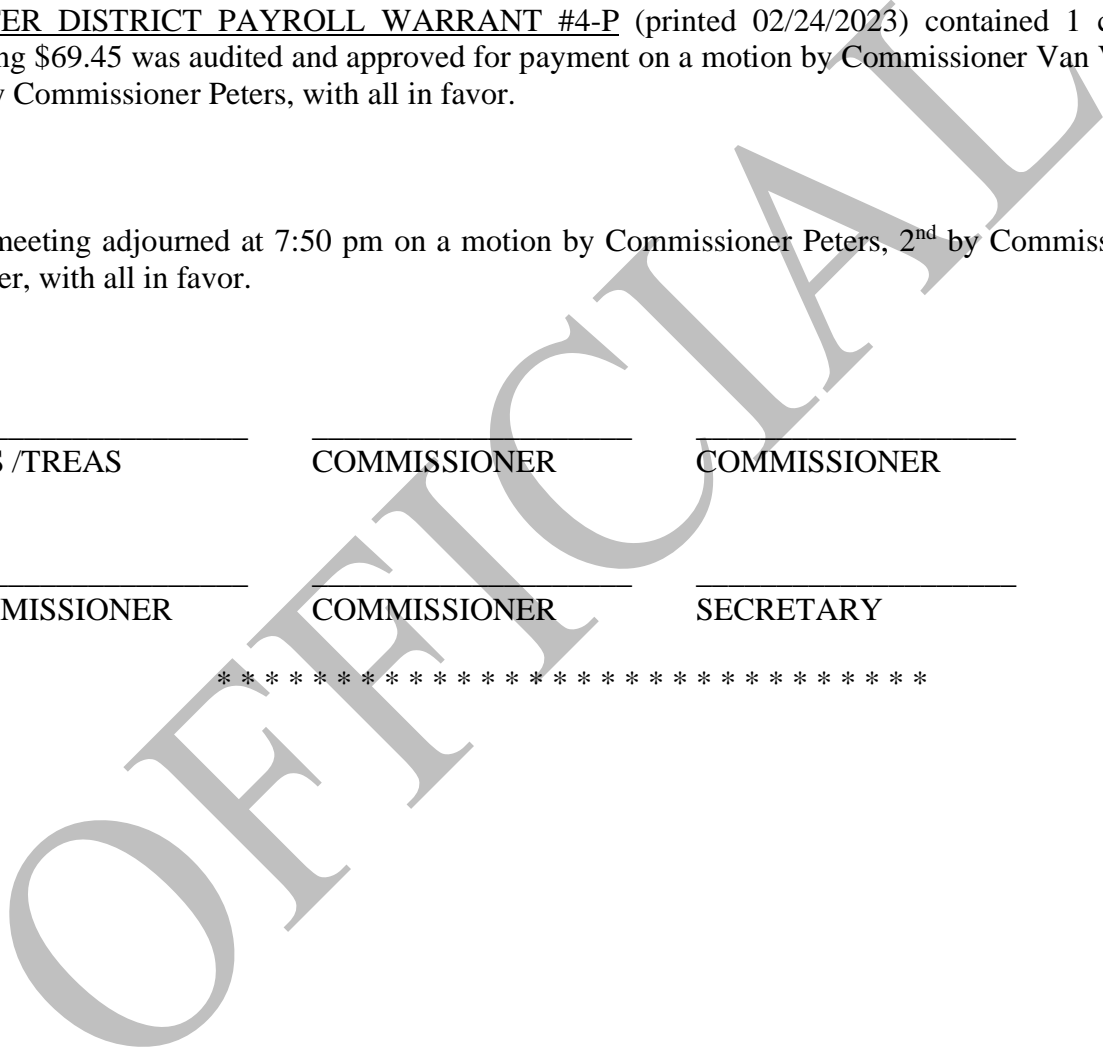 ER DISTRICT PAYROLL WARRANT #4-P (printed 02/24/2023) contained 1 c
ng $69.45 was audited and approved for payment on a motion by Commissioner Van
y Commissioner Peters, with all in favor.
meeting adjourned at 7:50 pm on a motion by Commissioner Peters, 2nd by Commiss
er, with all in favor.
/TREAS COMMISSIONER COMMISSIONER
MISSIONER COMMISSIONER SECRETARY
* * * * * * * * * * * * * * * * * * * * * * * * * * * * * *
OFFICIAL